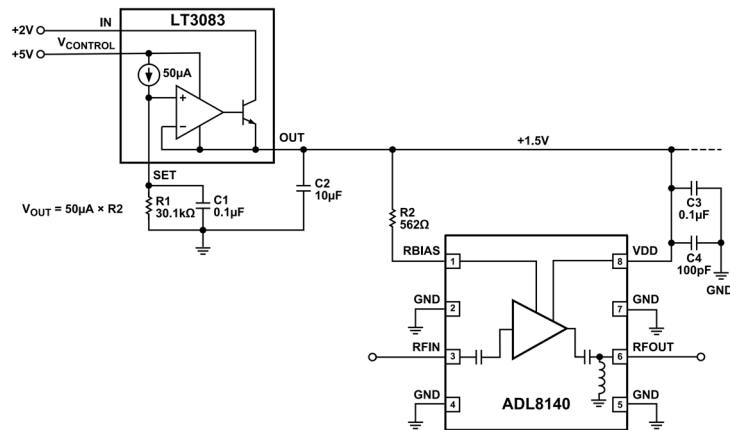 IN
LT3083
+2V
VCONTROL
+5V
50µA
+
–
OUT
+1.5V
SET
VOUT = 50µA × R2
R1
30.1kΩ
C1
0.1µF
C2
10µF
R2
562Ω
C3
0.1µF
C4
100pF
GND
RBIAS
1
8
VDD
GND
2
7
GND
RFIN
3
6
RFOUT
GND
4
5
GND
ADL8140